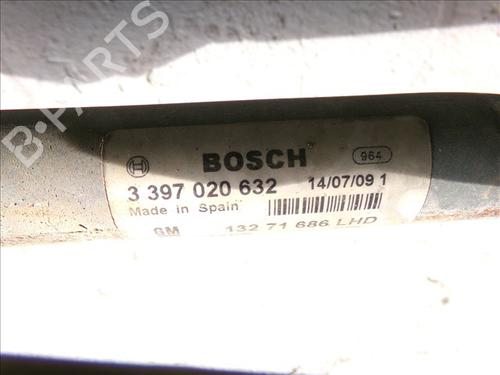 B-PARTS
BOSCH 964
3 397 020 632 14/07/09 1
Made in Spain
GM 132 71 686 LHD